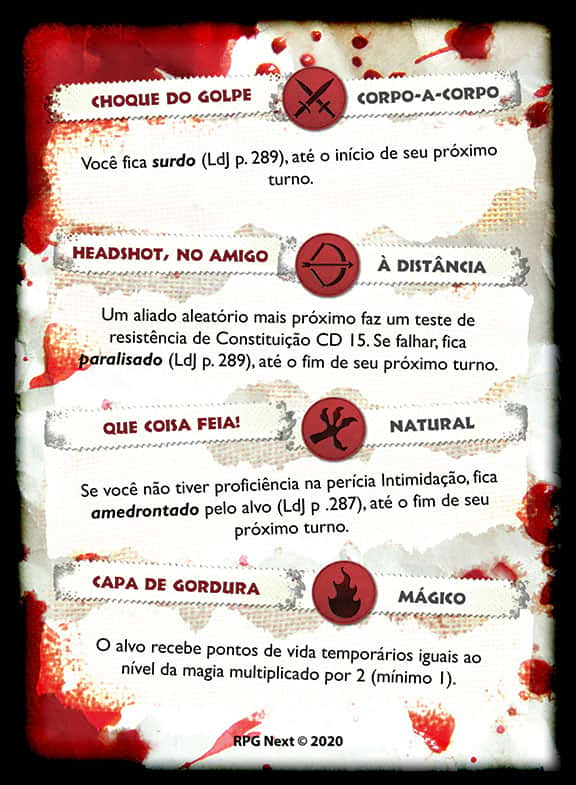 CHOQUE DO GOLPE CORPO-A-CORPO
Você fica surdo (LdJ p. 289), até o início de seu próximo
turno.
HEADSHOT, NO AMIGO À DISTÂNCIA
Um aliado aleatório mais próximo faz um teste de
resistência de Constituição CD 15. Se falhar, fica
paralisado (LdJ p. 289), até o fim de seu próximo turno.
QUE COISA FEIA! NATURAL
Se você não tiver proficiência na perícia Intimidação, fica
amedrontado pelo alvo (LdJ p .287), até o fim de seu
próximo turno.
CAPA DE GORDURA MÁGICO
O alvo recebe pontos de vida temporários iguais ao
nível da magia multiplicado por 2 (mínimo 1).
RPG Next © 2020